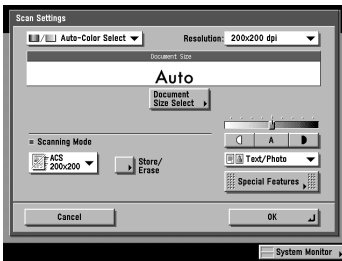 Scan Settings
Auto-Color Select
Resolution: 200x200 dpi
Document Size
Auto
Document
Size Select
A
Scanning Mode
ACS
200x200
Store/
Erase
Text/Photo
Special Features
Cancel
OK
System Monitor